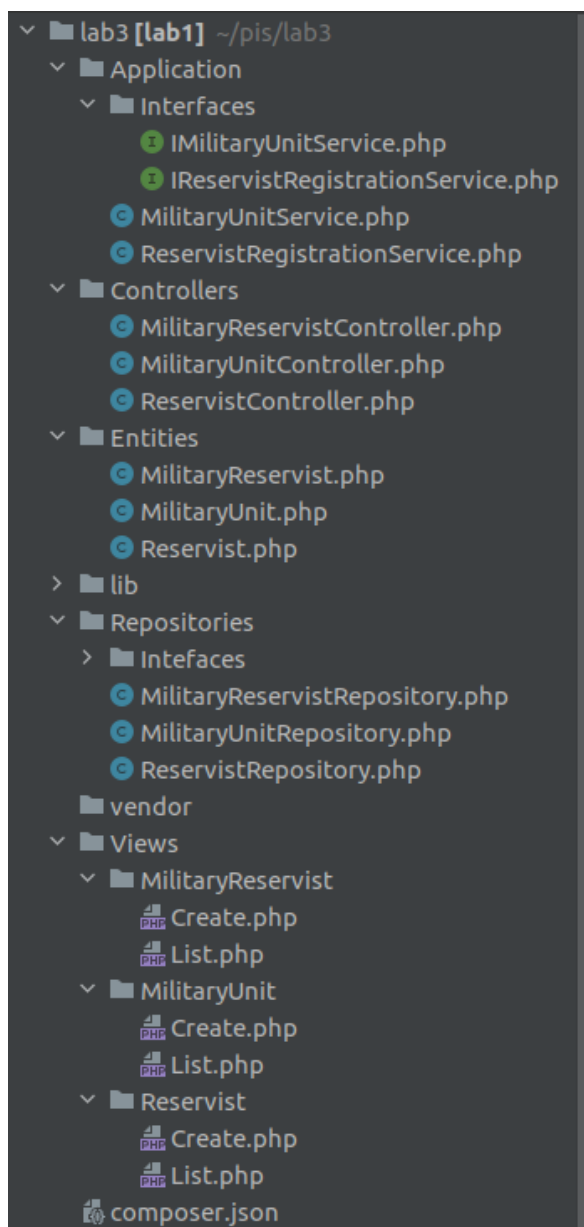 lab3 [lab1] ~/pis/lab3
Application
Interfaces
IMilitaryUnitService.php
IReservistRegistrationService.php
MilitaryUnitService.php
ReservistRegistrationService.php
Controllers
MilitaryReservistController.php
MilitaryUnitController.php
ReservistController.php
Entities
MilitaryReservist.php
MilitaryUnit.php
Reservist.php
lib
Repositories
Intefaces
MilitaryReservistRepository.php
MilitaryUnitRepository.php
ReservistRepository.php
vendor
Views
MilitaryReservist
Create.php
List.php
MilitaryUnit
Create.php
List.php
Reservist
Create.php
List.php
composer.json